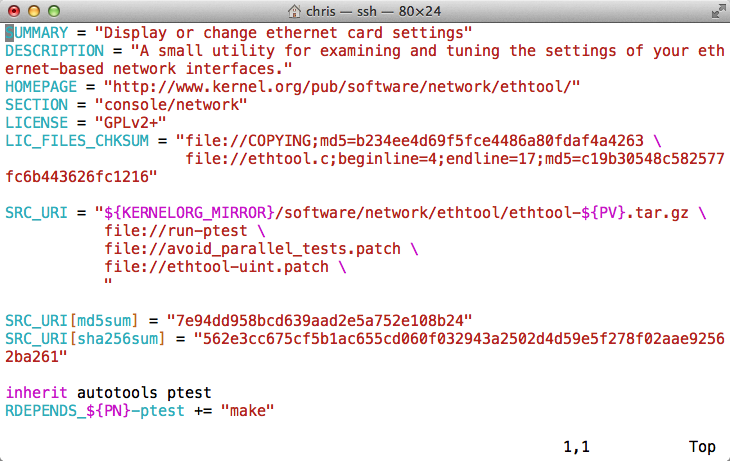 chris — ssh — 80×24
SUMMARY = "Display or change ethernet card settings"
DESCRIPTION = "A small utility for examining and tuning the settings of your eth
ernet-based network interfaces."
HOMEPAGE = "http://www.kernel.org/pub/software/network/ethtool/"
SECTION = "console/network"
LICENSE = "GPLv2+"
LIC_FILES_CHKSUM = "file://COPYING;md5=b234ee4d69f5fce4486a80fdaf4a4263 \
                    file://ethtool.c;beginline=4;endline=17;md5=c19b30548c582577
fc6b443626fc1216"
SRC_URI = "${KERNELORG_MIRROR}/software/network/ethtool/ethtool-${PV}.tar.gz \
           file://run-ptest \
           file://avoid_parallel_tests.patch \
           file://ethtool-uint.patch \
           "
SRC_URI[md5sum] = "7e94dd958bcd639aad2e5a752e108b24"
SRC_URI[sha256sum] = "562e3cc675cf5b1ac655cd060f032943a2502d4d59e5f278f02aae9256
2ba261"
inherit autotools ptest
RDEPENDS_${PN}-ptest += "make"
1,1 Top